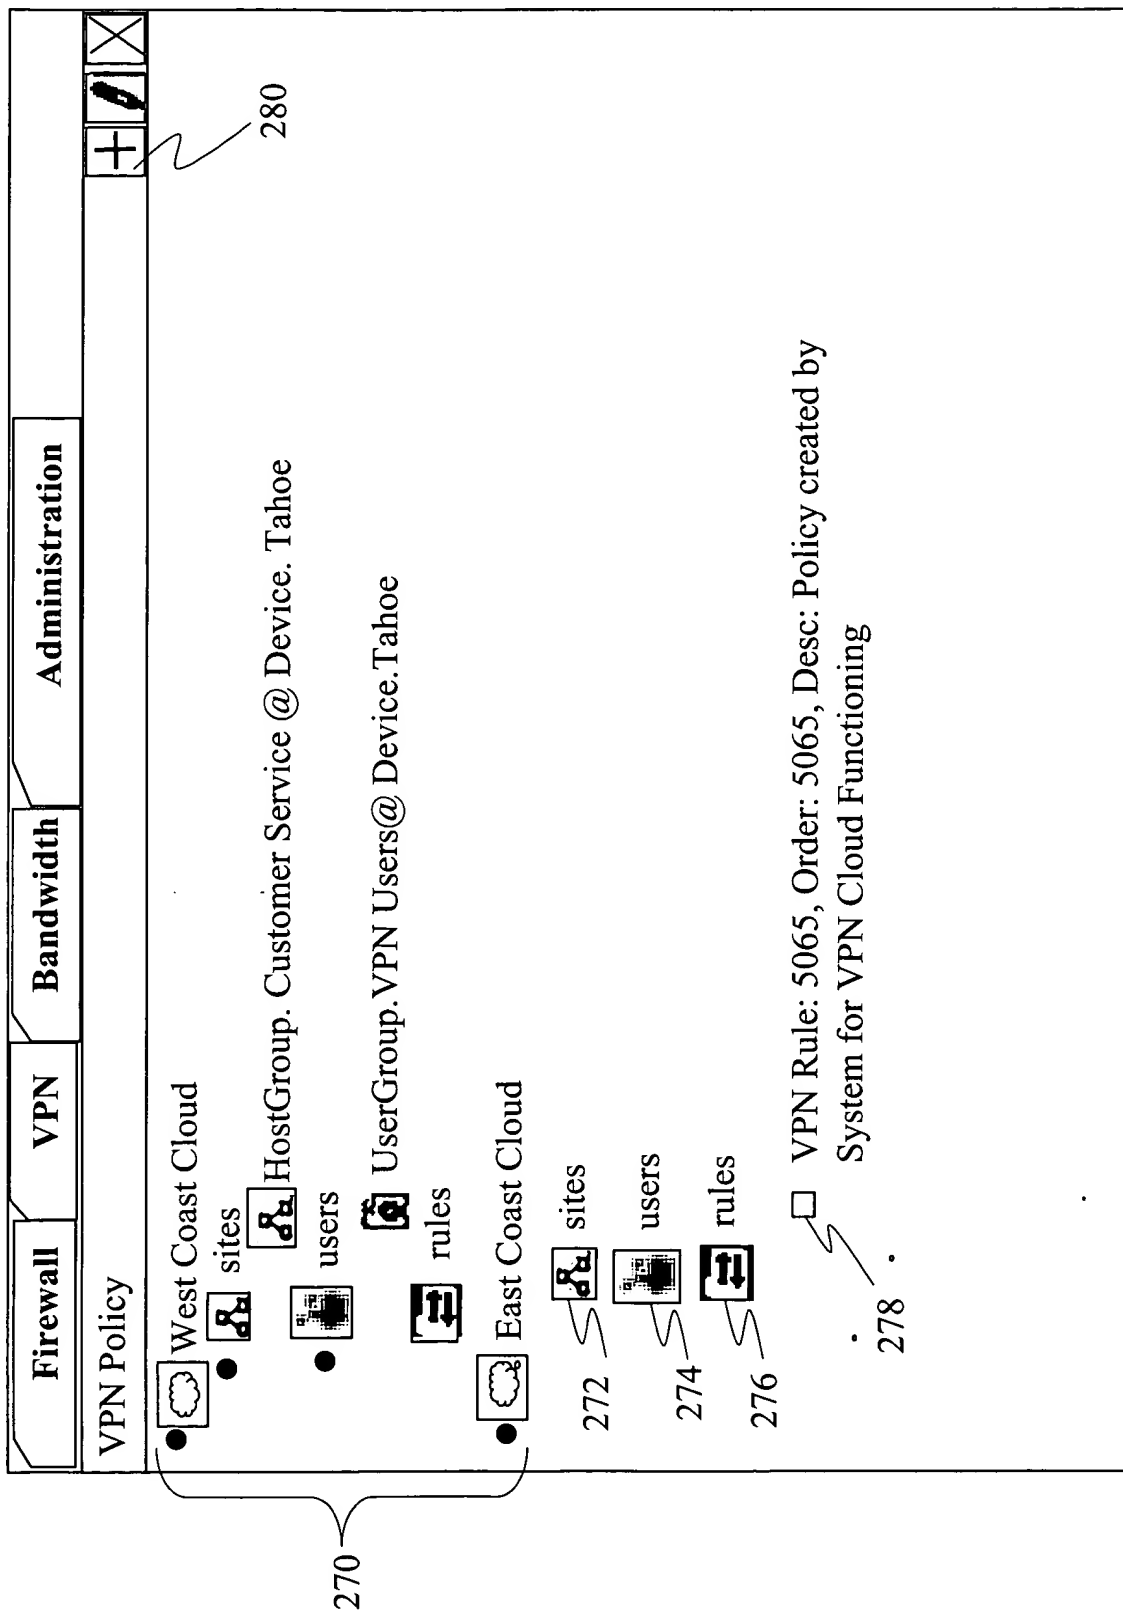 Firewall
VPN
Bandwidth
Administration
VPN Policy
280
West Coast Cloud
sites
HostGroup. Customer Service @ Device. Tahoe
users
UserGroup.VPN Users@ Device.Tahoe
rules
270
East Coast Cloud
272
sites
274
users
276
rules
278
VPN Rule: 5065, Order: 5065, Desc: Policy created by
System for VPN Cloud Functioning